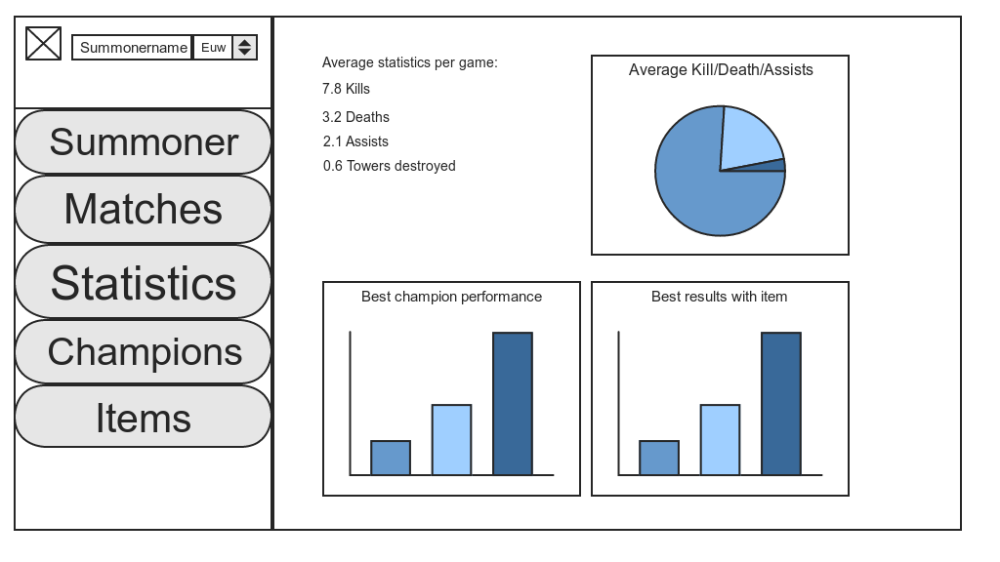 Summonername
Euw
Summoner
Matches
Statistics
Champions
Items
Average statistics per game:
7.8 Kills
3.2 Deaths
2.1 Assists
0.6 Towers destroyed
Average Kill/Death/Assists
Best champion performance
Best results with item